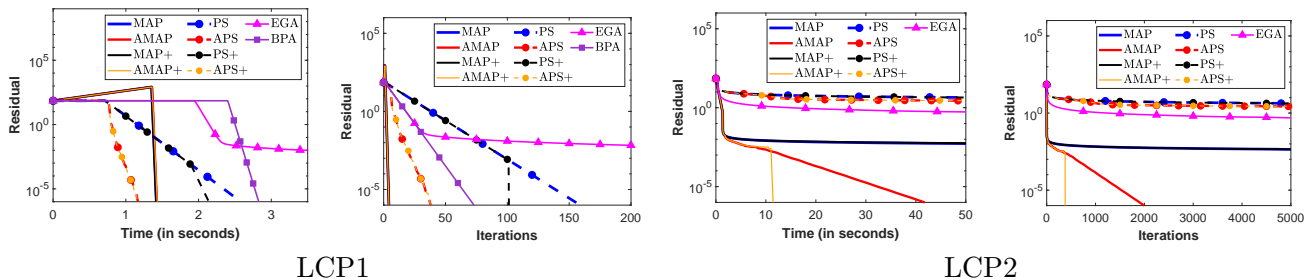 MAP PS EGA
AMAP APS BPA
MAP+ PS+
AMAP+ APS+
Residual
10^5
10^0
10^-5
0 1 2 3
Time (in seconds)
MAP PS EGA
AMAP APS BPA
MAP+ PS+
AMAP+ APS+
Residual
10^5
10^0
10^-5
0 50 100 150 200
Iterations
LCP1
MAP PS EGA
AMAP APS
MAP+ PS+
AMAP+ APS+
Residual
10^5
10^0
10^-5
0 10 20 30 40 50
Time (in seconds)
MAP PS EGA
AMAP APS
MAP+ PS+
AMAP+ APS+
Residual
10^5
10^0
10^-5
0 1000 2000 3000 4000 5000
Iterations
LCP2